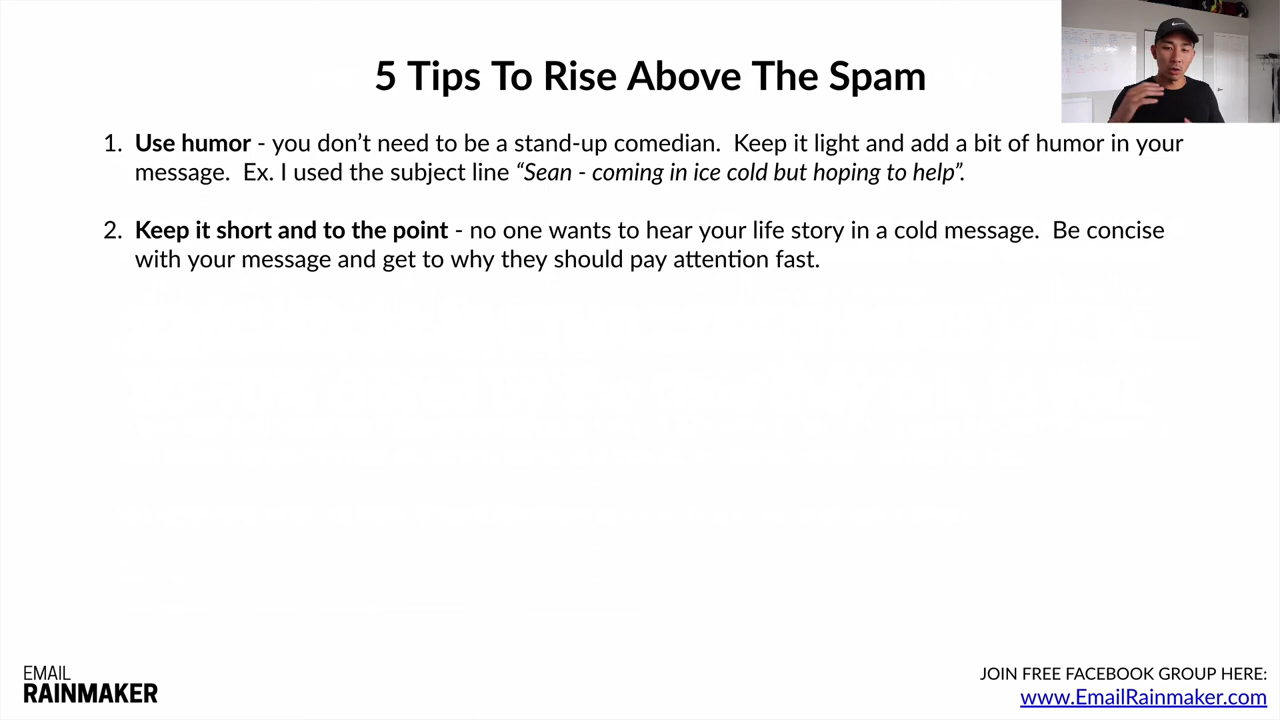 5 Tips To Rise Above The Spam
1. Use humor - you don’t need to be a stand-up comedian.  Keep it light and add a bit of humor in your
message.  Ex. I used the subject line “Sean - coming in ice cold but hoping to help”.
2. Keep it short and to the point - no one wants to hear your life story in a cold message.  Be concise
with your message and get to why they should pay attention fast.
EMAIL
RAINMAKER
JOIN FREE FACEBOOK GROUP HERE:
www.EmailRainmaker.com